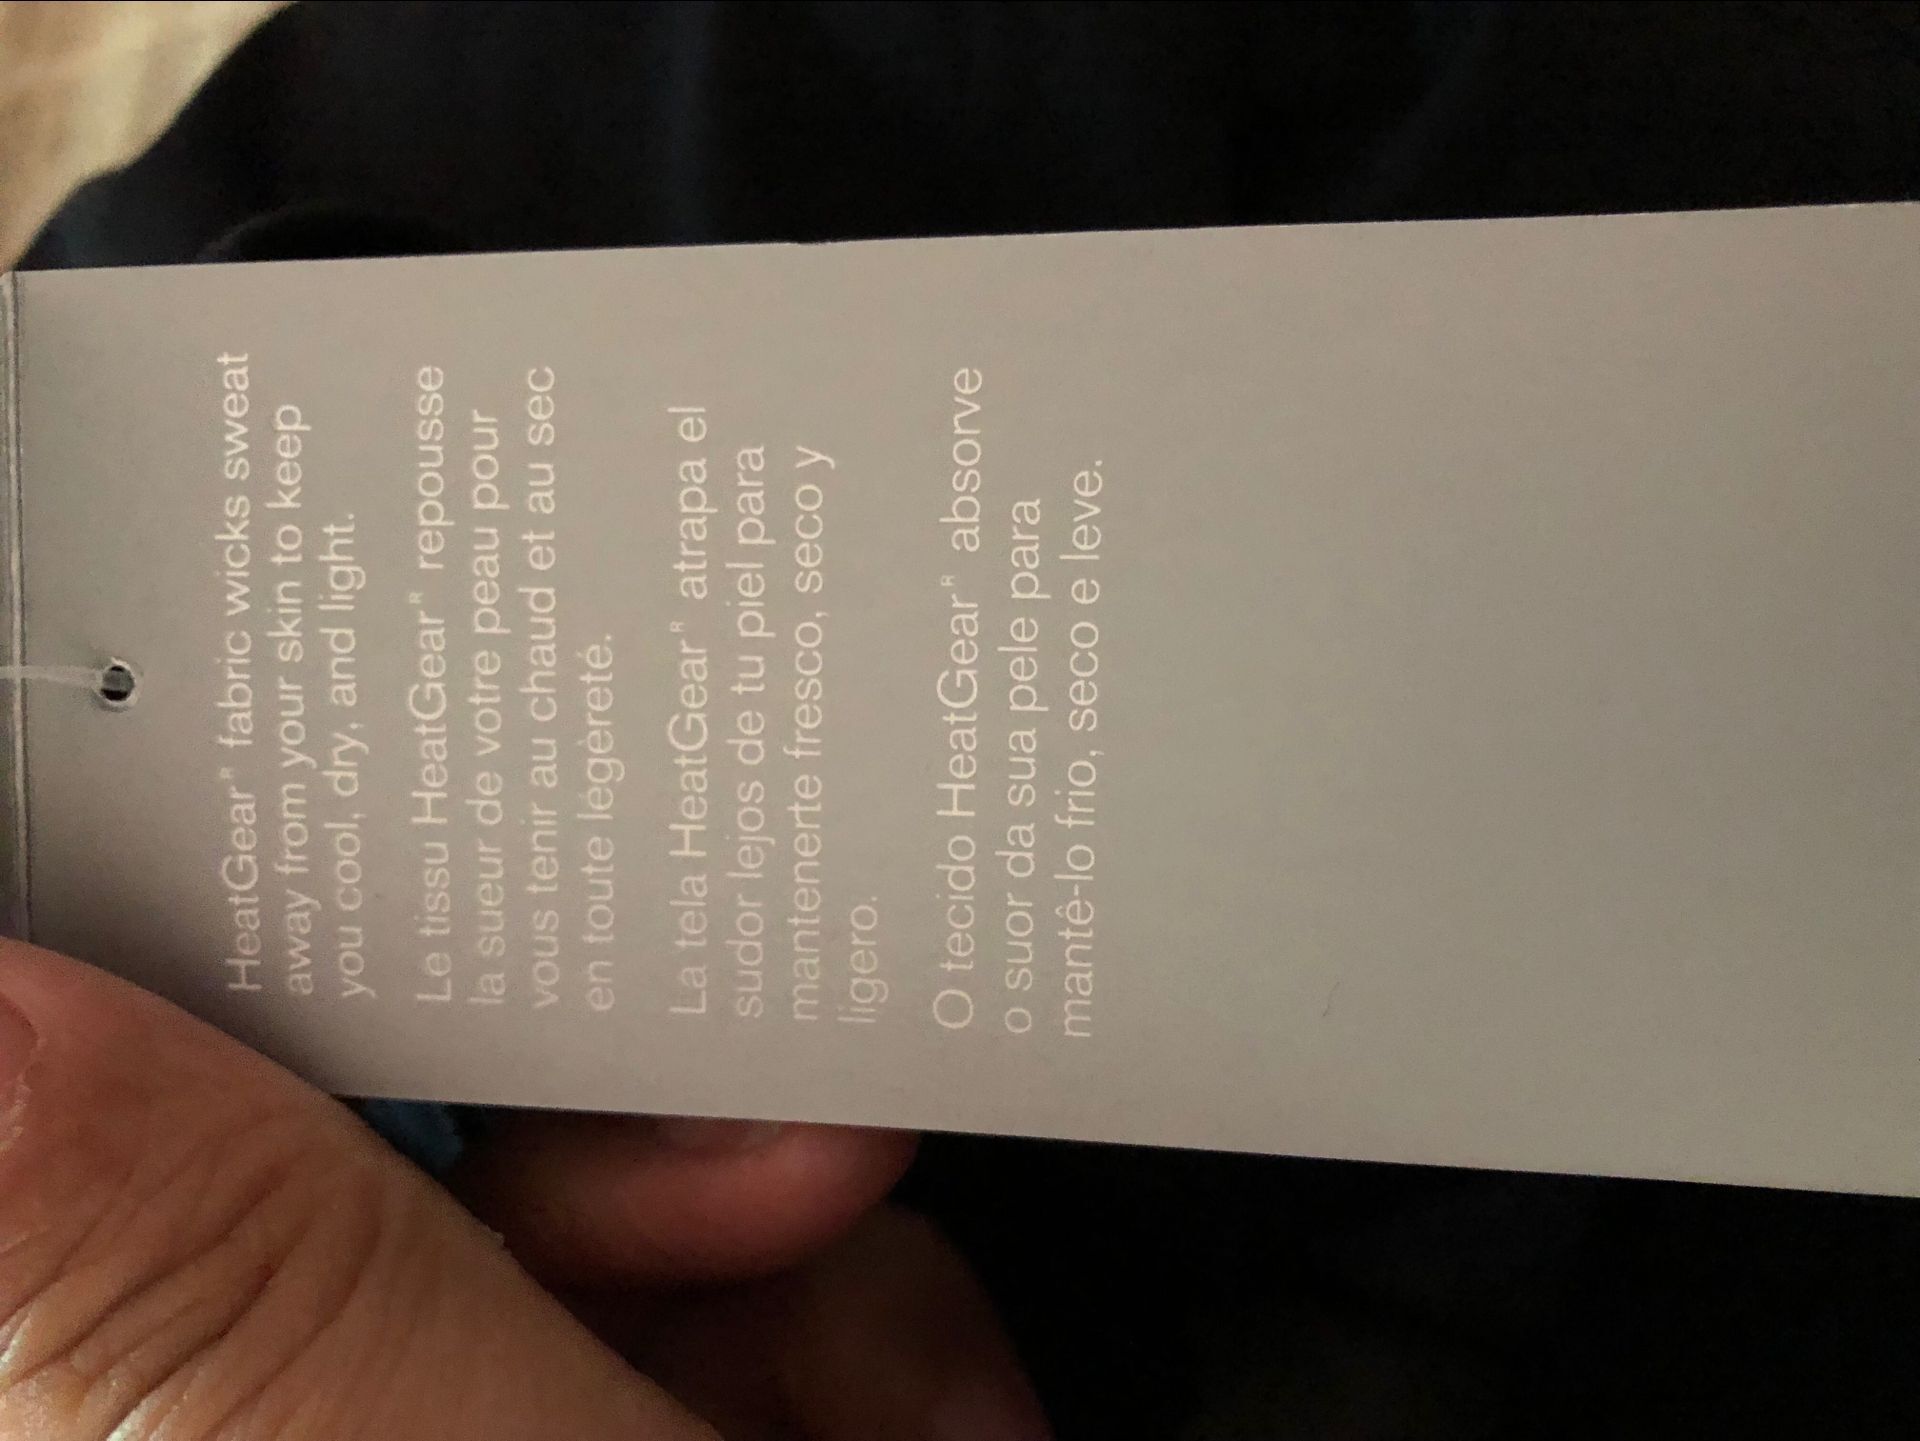 HeatGear® fabric wicks sweat
away from your skin to keep
you cool, dry, and light.
Le tissu HeatGear® repousse
la sueur de votre peau pour
vous tenir au chaud et au sec
en toute légèreté.
La tela HeatGear® atrapa el
sudor lejos de tu piel para
mantenerte fresco, seco y
ligero.
O tecido HeatGear® absorve
o suor da sua pele para
mantê-lo frio, seco e leve.